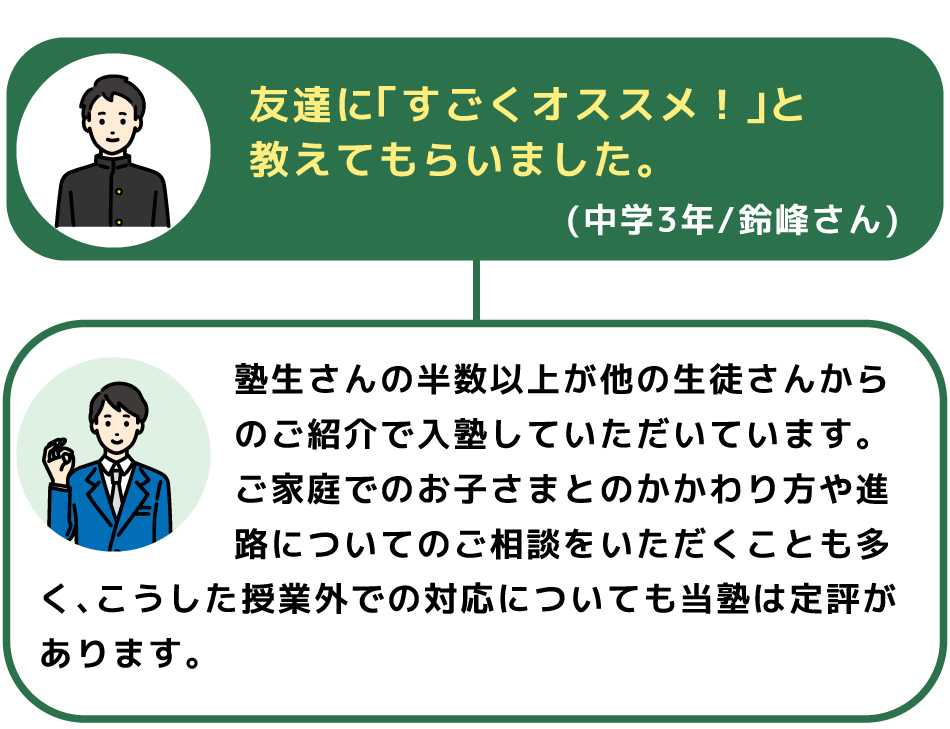 友達に「すごくオススメ！」と
教えてもらいました。
(中学3年/鈴峰さん)
塾生さんの半数以上が他の生徒さんから
のご紹介で入塾していただいています。
ご家庭でのお子さまとのかかわり方や進
路についてのご相談をいただくことも多
く、こうした授業外での対応についても当塾は定評が
あります。